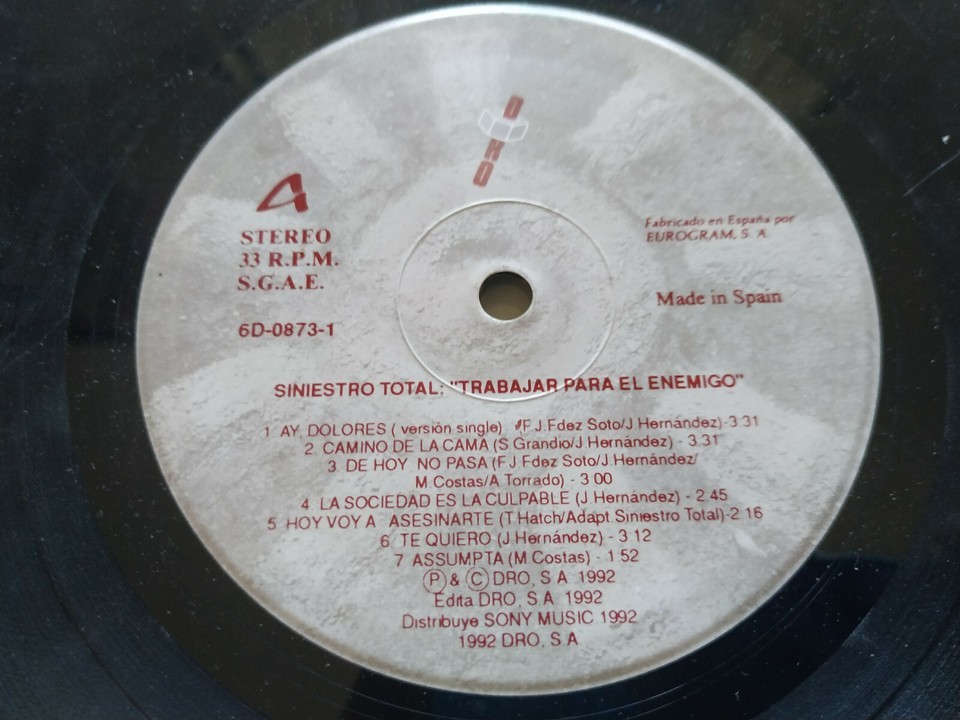 DRO
A
STEREO
33 R.P.M.
S.G.A.E.
6D-0873-1
Fabricado en España por
EUROGRAM, S. A.
Made in Spain
SINIESTRO TOTAL: "TRABAJAR PARA EL ENEMIGO"
1 AY, DOLORES ( versión single) (F.J.Fdez Soto/J.Hernández)-3 31
2. CAMINO DE LA CAMA (S.Grandio/J.Hernández) - 3.31
3. DE HOY NO PASA (F.J Fdez Soto/J.Hernández/
M.Costas/A.Torrado) - 3 00
4. LA SOCIEDAD ES LA CULPABLE (J.Hernández) - 2 45
5 HOY VOY A ASESINARTE (T.Hatch/Adapt.Siniestro Total)-2 16
6 TE QUIERO (J.Hernández) - 3 12
7 ASSUMPTA (M.Costas) - 1 52
Ⓟ & Ⓒ DRO, S A 1992
Edita DRO, S.A 1992
Distribuye SONY MUSIC 1992
1992 DRO, S A